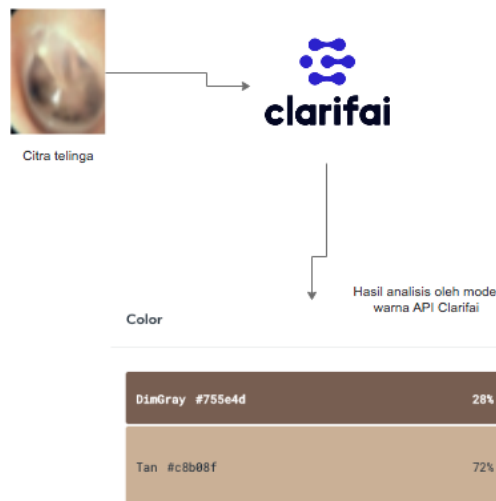 clarifai
Citra telinga
Hasil analisis oleh mode
warna API Clarifai
Color
DimGray #755e4d 28%
Tan #c8b08f 72%